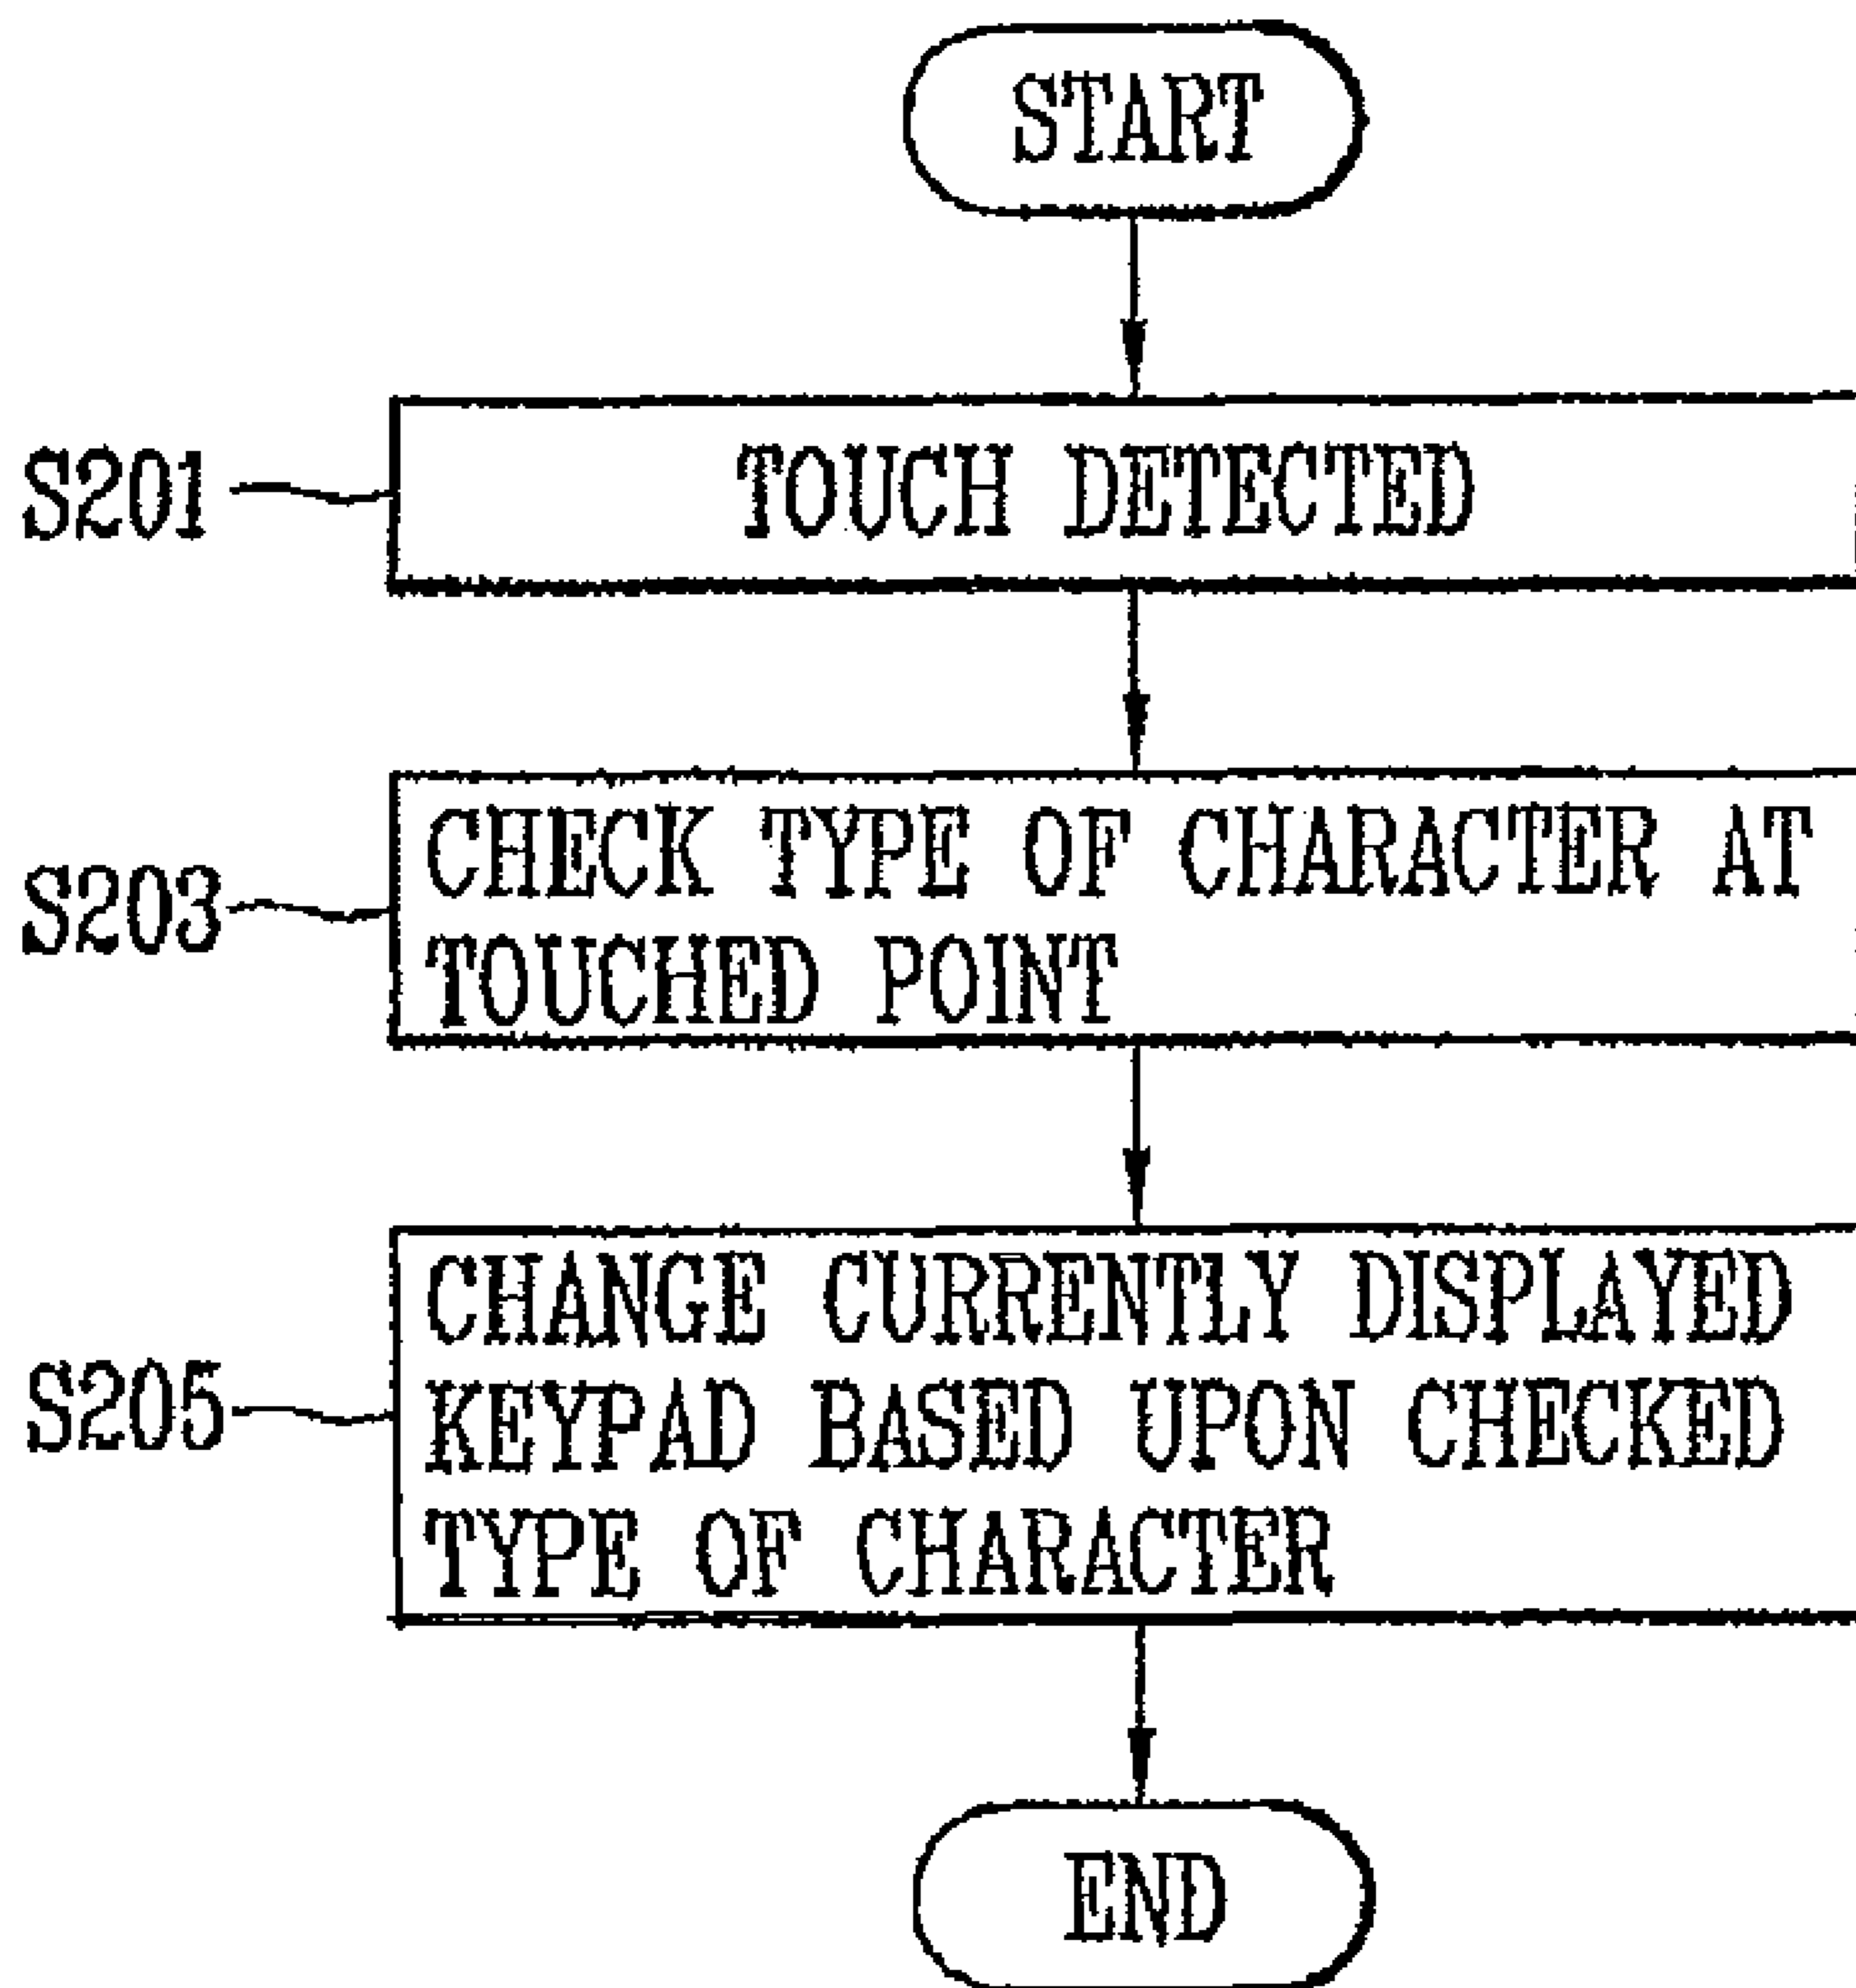 START
S201
TOUCH DETECTED
S203
CHECK TYPE OF CHARACTER AT
TOUCHED POINT
S205
CHANGE CURRENTLY DISPLAYED
KEYPAD BASED UPON CHECKED
TYPE OF CHARACTER
END